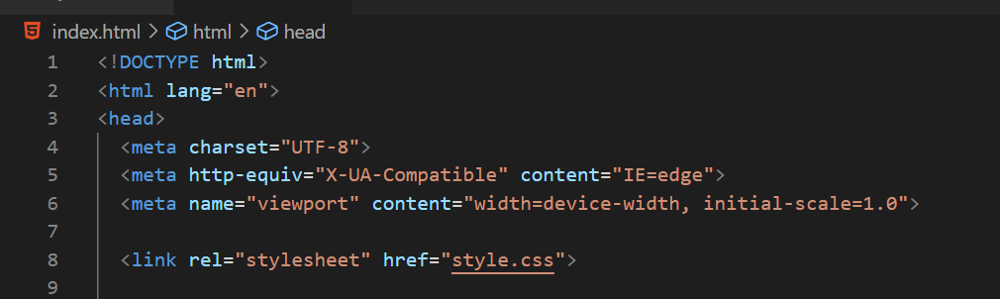 index.html > html > head
1 <!DOCTYPE html>
2 <html lang="en">
3 <head>
4 <meta charset="UTF-8">
5 <meta http-equiv="X-UA-Compatible" content="IE=edge">
6 <meta name="viewport" content="width=device-width, initial-scale=1.0">
7
8 <link rel="stylesheet" href="style.css">
9